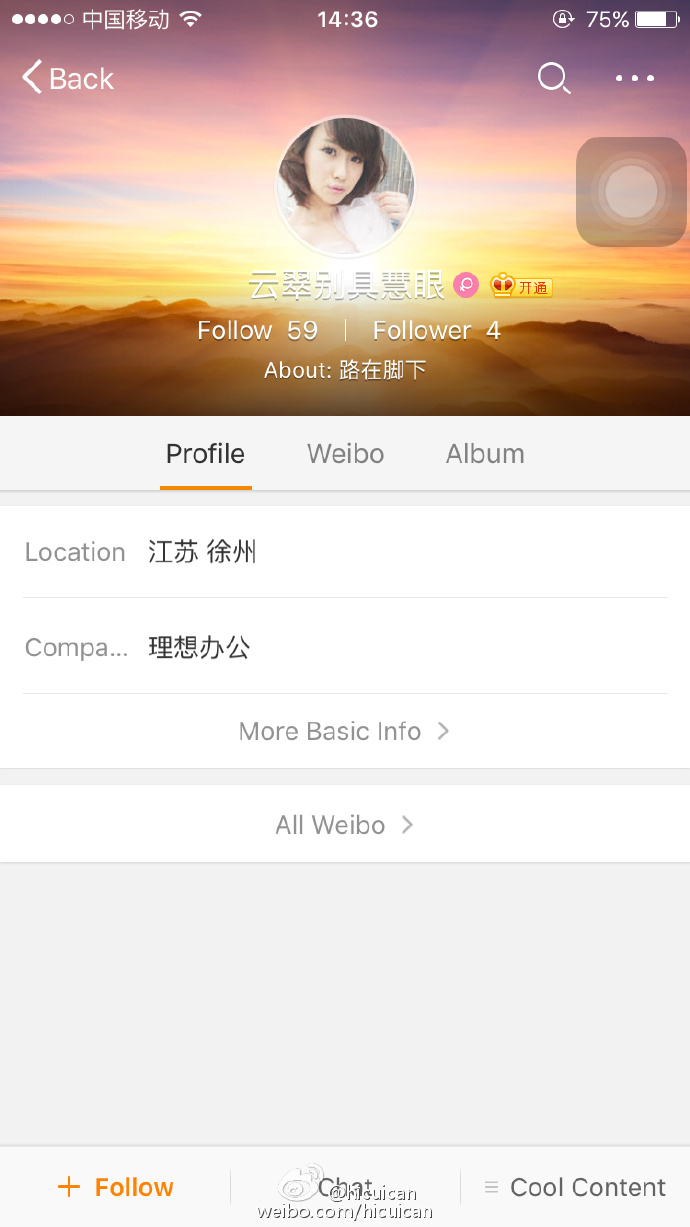 中国移动 14:36 75%
Back
云翠别具慧眼 开通
Follow 59 Follower 4
About: 路在脚下
Profile Weibo Album
Location 江苏 徐州
Compa... 理想办公
More Basic Info
All Weibo
Follow Chat Cool Content
@hicuican
weibo.com/hicuican